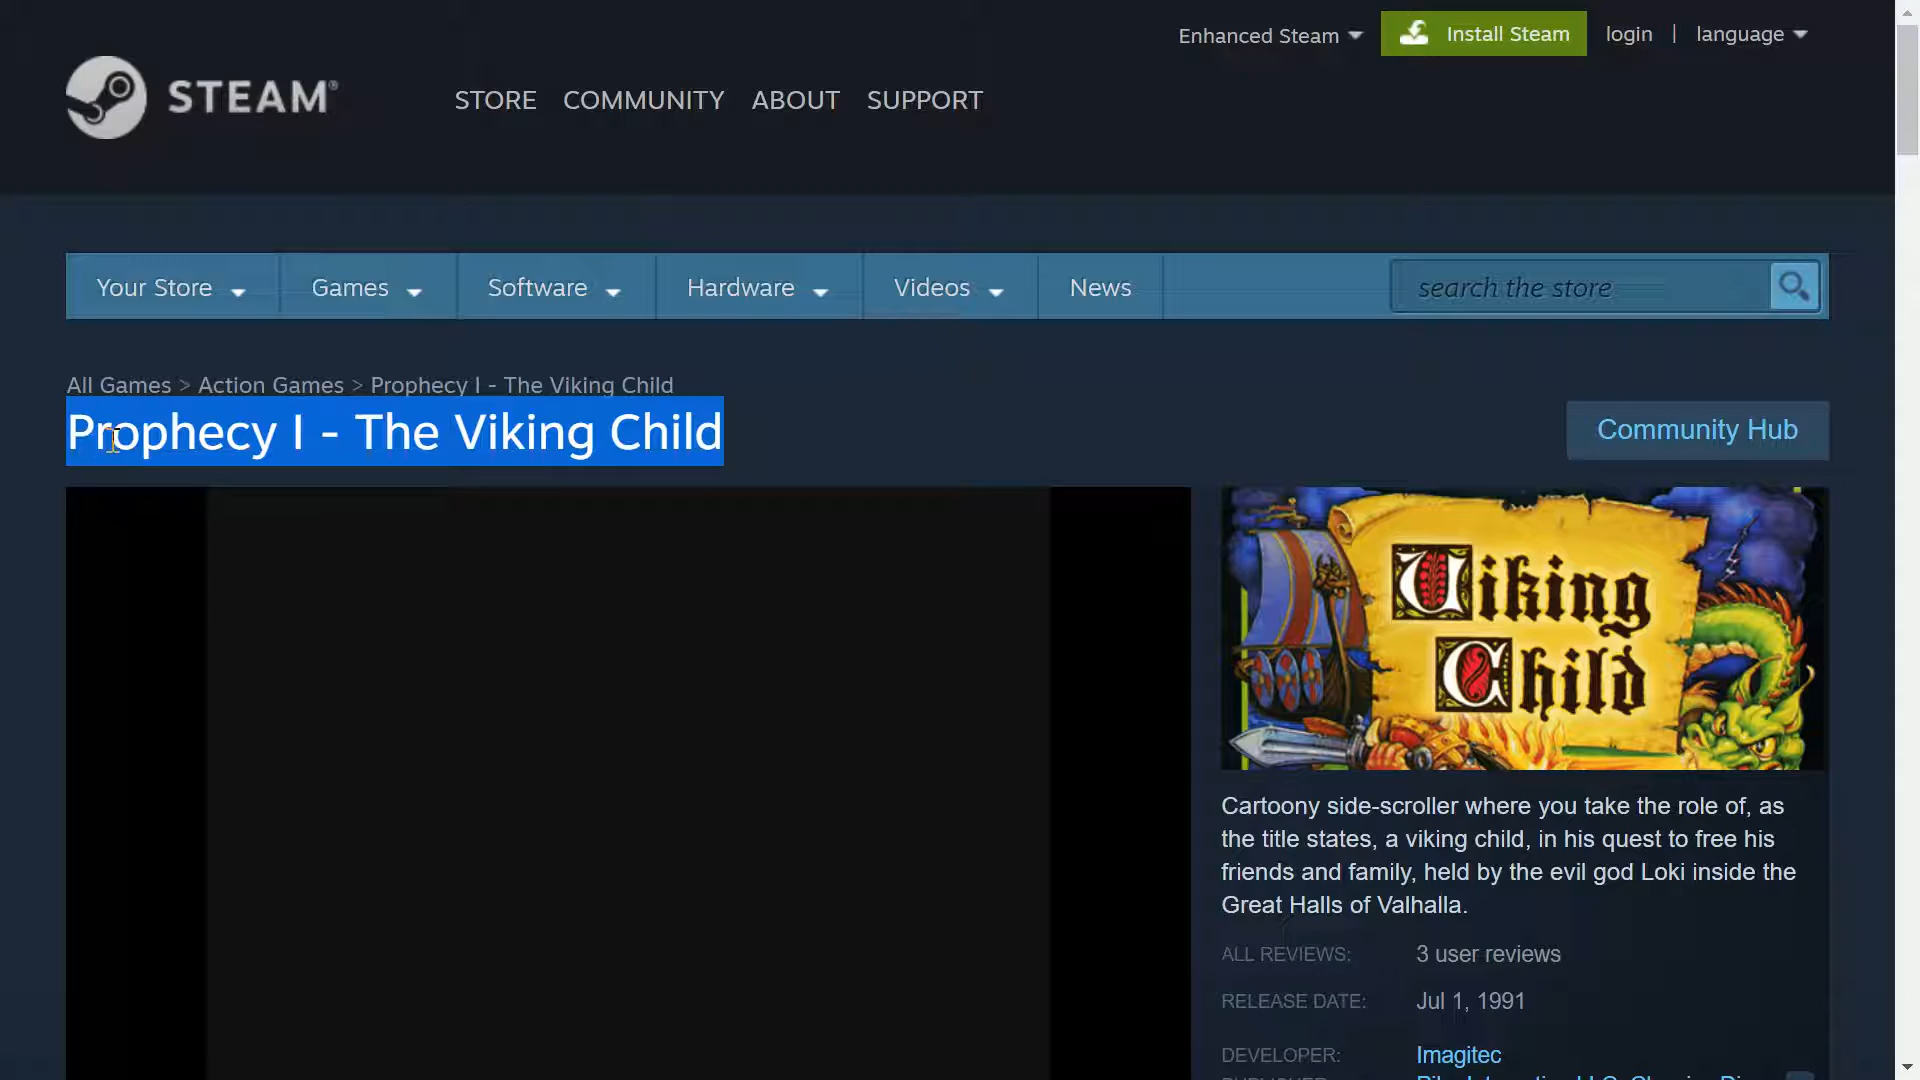 Enhanced Steam
Install Steam
login
|
language
STEAM®
STORE
COMMUNITY
ABOUT
SUPPORT
Your Store
Games
Software
Hardware
Videos
News
search the store
All Games > Action Games > Prophecy I - The Viking Child
Prophecy I - The Viking Child
Community Hub
Viking
Child
Cartoony side-scroller where you take the role of, as
the title states, a viking child, in his quest to free his
friends and family, held by the evil god Loki inside the
Great Halls of Valhalla.
ALL REVIEWS: 3 user reviews
RELEASE DATE: Jul 1, 1991
DEVELOPER: Imagitec